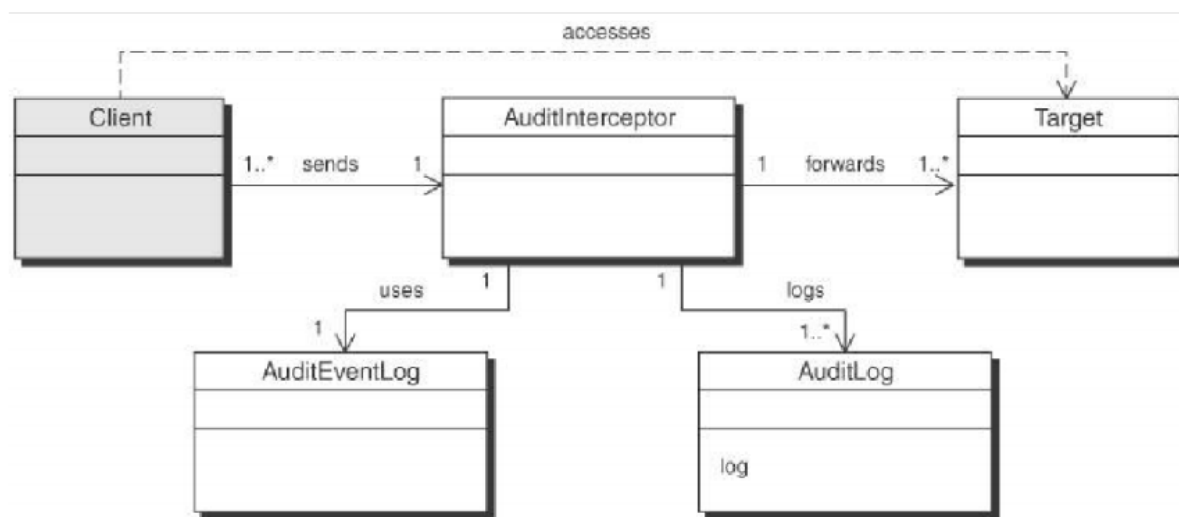 accesses
Client
AuditInterceptor
Target
1..* sends 1
1 forwards 1..*
uses 1
1 logs
1
1..*
AuditEventLog
AuditLog
log